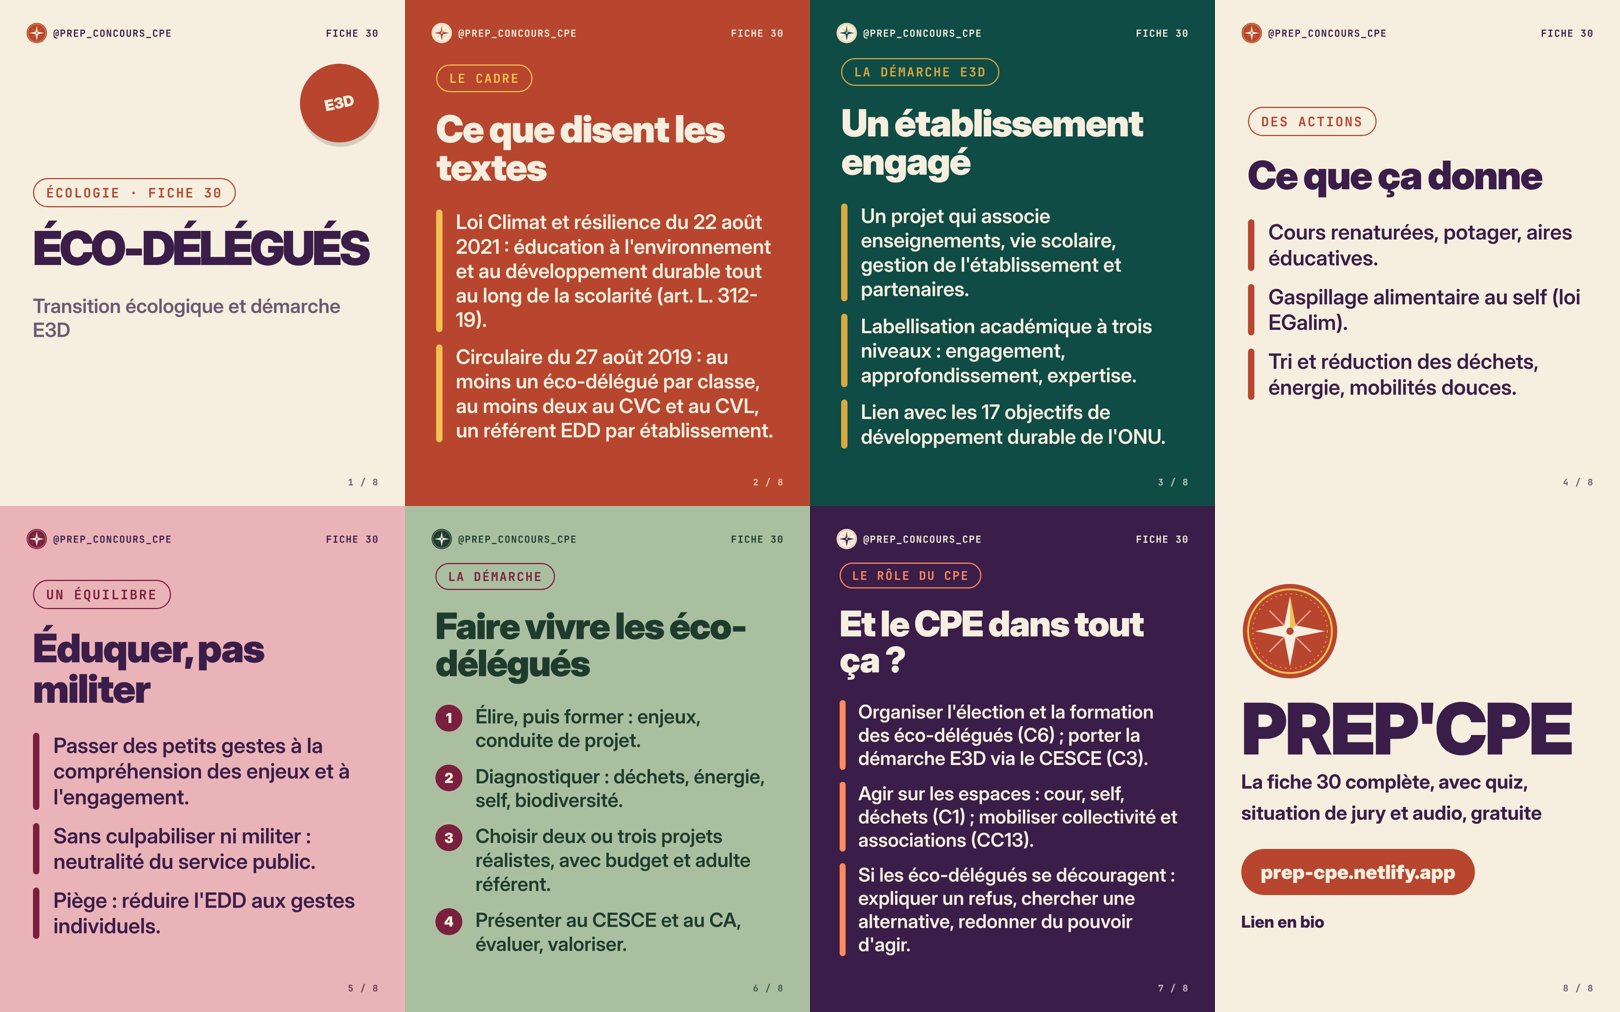 @PREP_CONCOURS_CPE
FICHE 30
E3D
ÉCOLOGIE · FICHE 30
ÉCO-DÉLÉGUÉS
Transition écologique et démarche
E3D
1 / 8
@PREP_CONCOURS_CPE
FICHE 30
LE CADRE
Ce que disent les
textes
Loi Climat et résilience du 22 août
2021 : éducation à l'environnement
et au développement durable tout
au long de la scolarité (art. L. 312-
19).
Circulaire du 27 août 2019 : au
moins un éco-délégué par classe,
au moins deux au CVC et au CVL,
un référent EDD par établissement.
2 / 8
@PREP_CONCOURS_CPE
FICHE 30
LA DÉMARCHE E3D
Un établissement
engagé
Un projet qui associe
enseignements, vie scolaire,
gestion de l'établissement et
partenaires.
Labellisation académique à trois
niveaux : engagement,
approfondissement, expertise.
Lien avec les 17 objectifs de
développement durable de l'ONU.
3 / 8
@PREP_CONCOURS_CPE
FICHE 30
DES ACTIONS
Ce que ça donne
Cours renaturées, potager, aires
éducatives.
Gaspillage alimentaire au self (loi
EGalim).
Tri et réduction des déchets,
énergie, mobilités douces.
4 / 8
@PREP_CONCOURS_CPE
FICHE 30
UN ÉQUILIBRE
Éduquer, pas
militer
Passer des petits gestes à la
compréhension des enjeux et à
l'engagement.
Sans culpabiliser ni militer :
neutralité du service public.
Piège : réduire l'EDD aux gestes
individuels.
5 / 8
@PREP_CONCOURS_CPE
FICHE 30
LA DÉMARCHE
Faire vivre les éco-
délégués
1 Élire, puis former : enjeux,
conduite de projet.
2 Diagnostiquer : déchets, énergie,
self, biodiversité.
3 Choisir deux ou trois projets
réalistes, avec budget et adulte
référent.
4 Présenter au CESCE et au CA,
évaluer, valoriser.
6 / 8
@PREP_CONCOURS_CPE
FICHE 30
LE RÔLE DU CPE
Et le CPE dans tout
ça ?
Organiser l'élection et la formation
des éco-délégués (C6) ; porter la
démarche E3D via le CESCE (C3).
Agir sur les espaces : cour, self,
déchets (C1) ; mobiliser collectivité et
associations (CC13).
Si les éco-délégués se découragent :
expliquer un refus, chercher une
alternative, redonner du pouvoir
d'agir.
7 / 8
PREP'CPE
La fiche 30 complète, avec quiz,
situation de jury et audio, gratuite
prep-cpe.netlify.app
Lien en bio
8 / 8